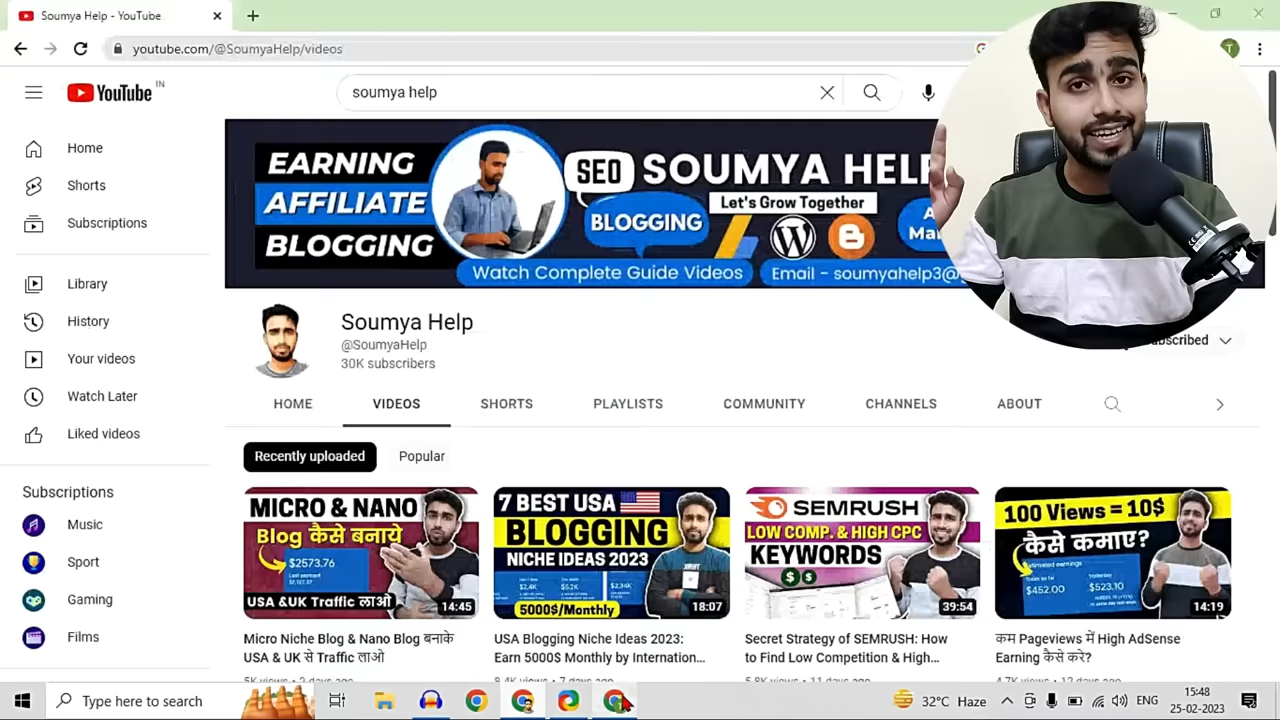 Soumya Help - YouTube
youtube.com/@SoumyaHelp/videos
YouTube IN
soumya help
Home
Shorts
Subscriptions
Library
History
Your videos
Watch Later
Liked videos
Subscriptions
Music
Sport
Gaming
Films
EARNING
AFFILIATE
BLOGGING
SEO
SOUMYA HELP
Let's Grow Together
BLOGGING
Watch Complete Guide Videos
Email - soumyahelp3@
Soumya Help
@SoumyaHelp
30K subscribers
HOME VIDEOS SHORTS PLAYLISTS COMMUNITY CHANNELS ABOUT
Recently uploaded Popular
MICRO & NANO
Blog कैसे बनाये
$2573.76
USA &UK Traffic लाओ
14:45
Micro Niche Blog & Nano Blog बनाके
USA & UK से Traffic लाओ
7 BEST USA
BLOGGING
NICHE IDEAS 2023
5000$/Monthly
18:07
USA Blogging Niche Ideas 2023:
Earn 5000$ Monthly by Internation...
SEMRUSH
LOW COMP. & HIGH CPC
KEYWORDS
39:54
Secret Strategy of SEMRUSH: How
to Find Low Competition & High...
100 Views = 10$
कैसे कमाए?
Estimated earnings
$452.00
$523.10
14:19
कम Pageviews में High AdSense
Earning कैसे करे?
Type here to search
32°C Haze
ENG
15:48
25-02-2023